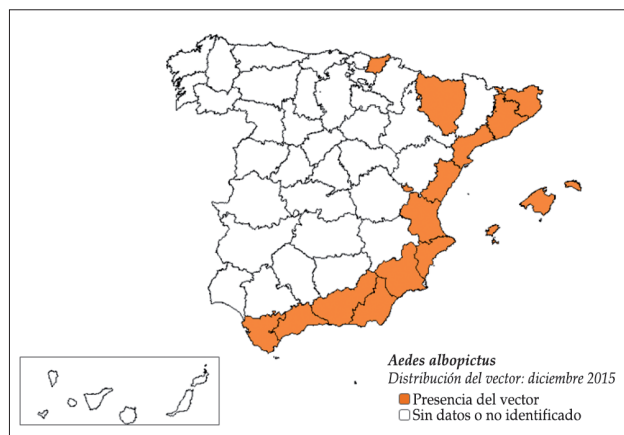 Aedes albopictus
Distribución del vector: diciembre 2015
Presencia del vector
Sin datos o no identificado